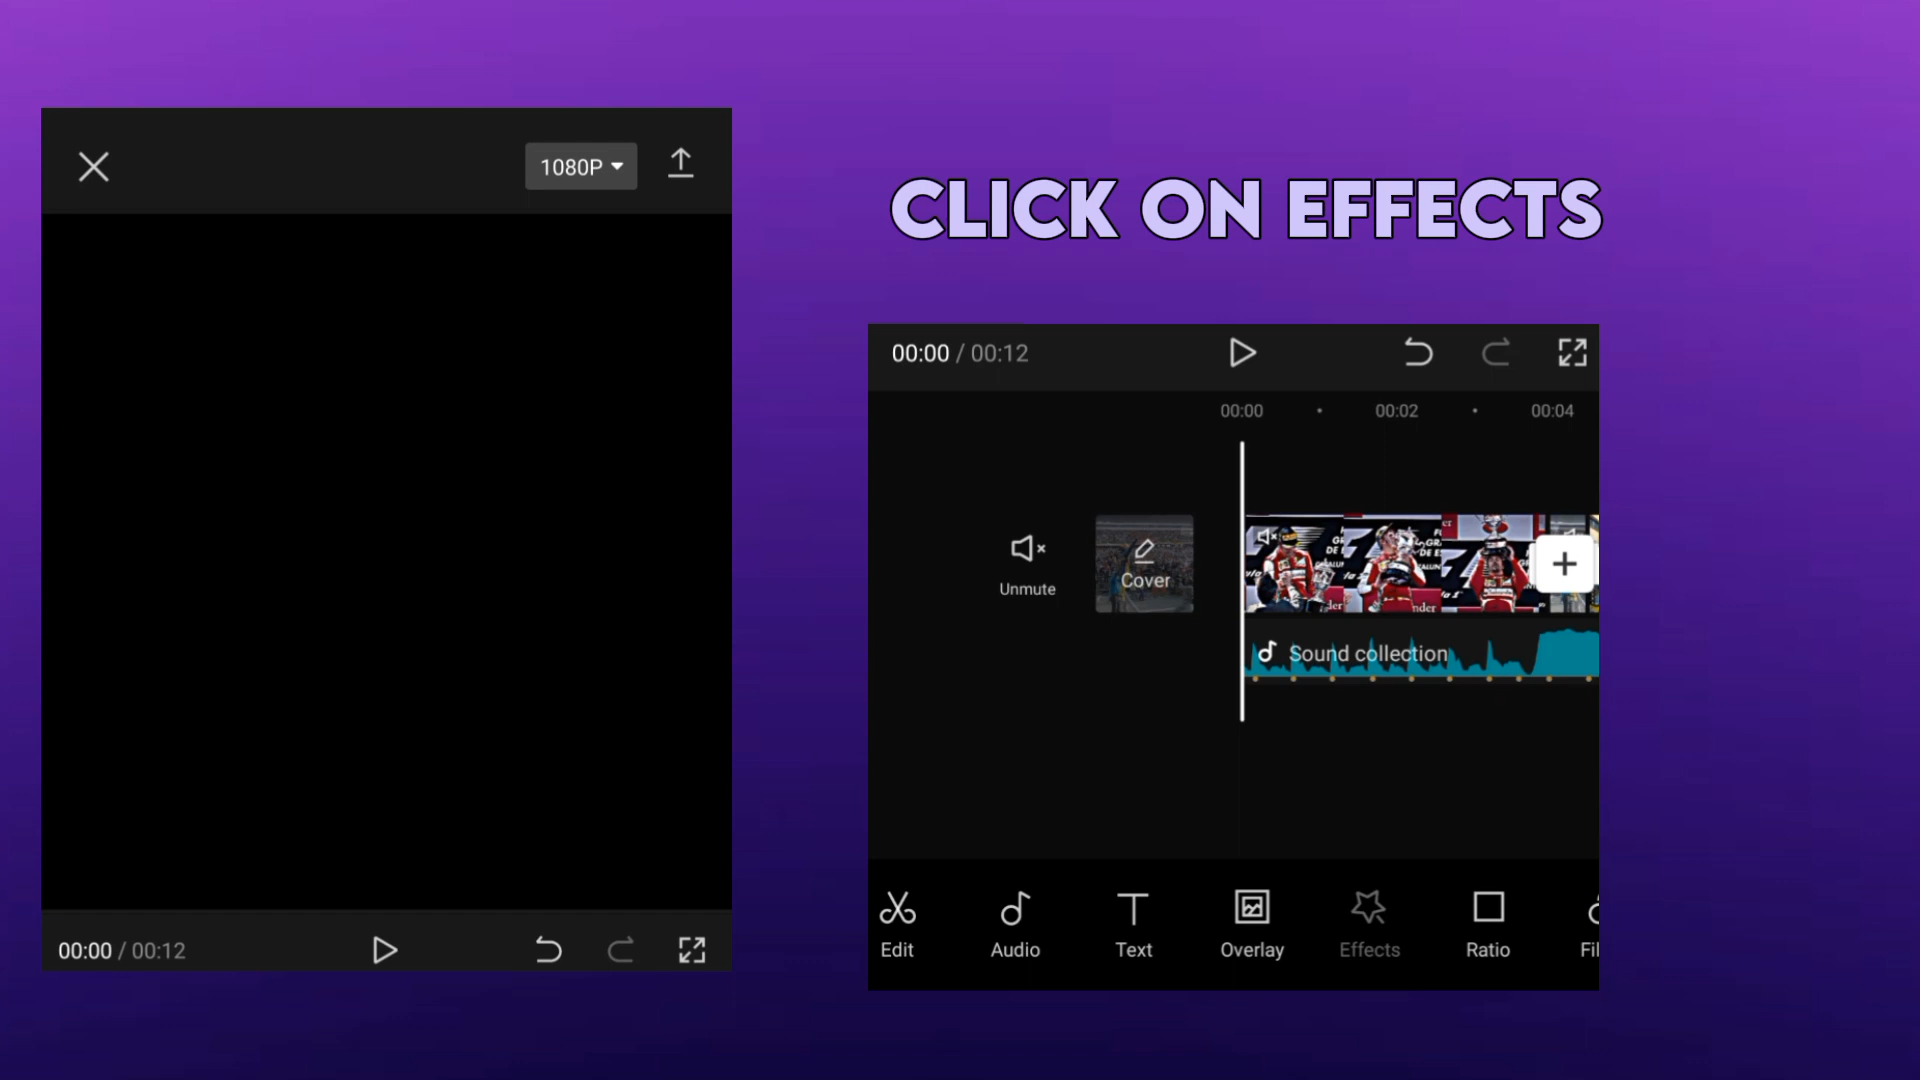 1080P
00:00 / 00:12
CLICK ON EFFECTS
00:00 / 00:12
00:00 00:02 00:04
Unmute
Cover
Sound collection
Edit Audio Text Overlay Effects Ratio Fil